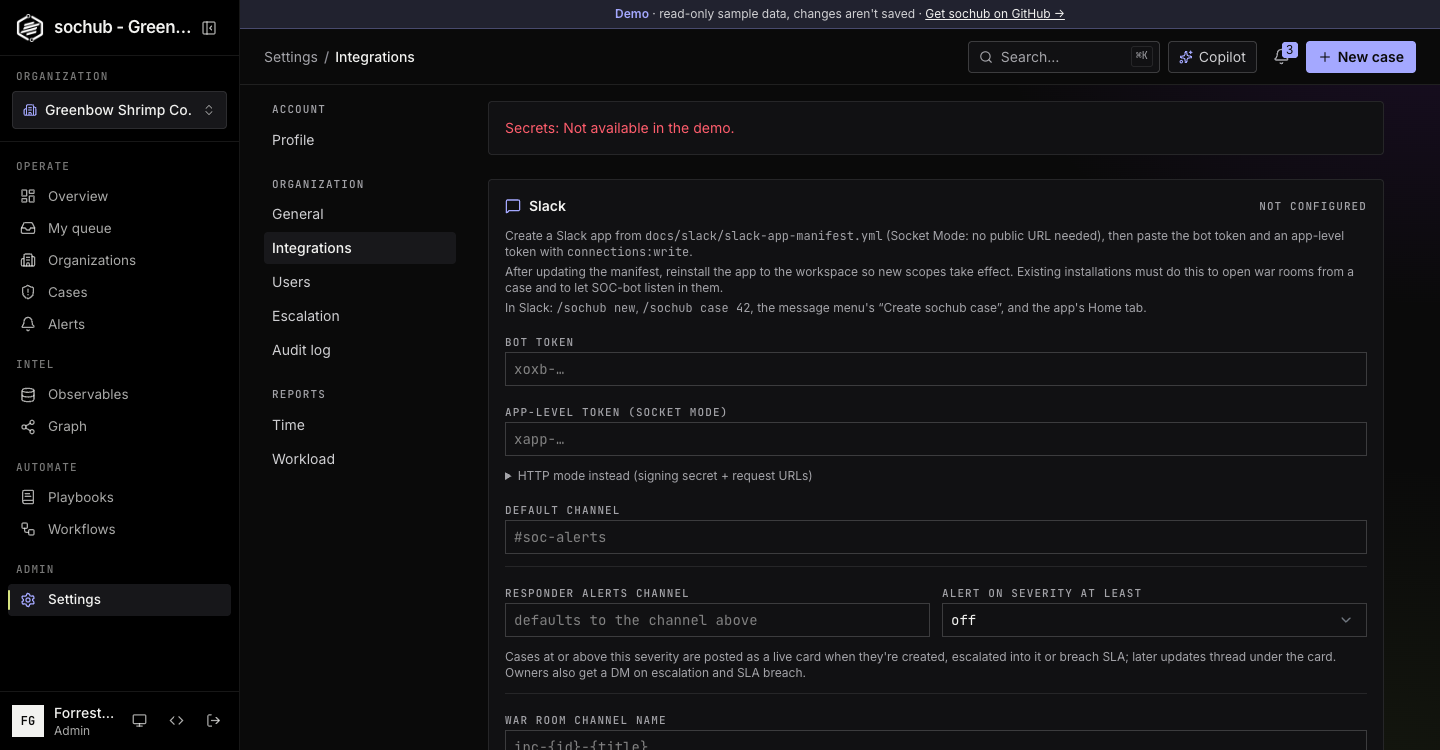 sochub - Green...
Demo · read-only sample data, changes aren't saved · Get sochub on GitHub →
ORGANIZATION
Greenbow Shrimp Co.
OPERATE
Overview
My queue
Organizations
Cases
Alerts
INTEL
Observables
Graph
AUTOMATE
Playbooks
Workflows
ADMIN
Settings
FG
Forrest...
Admin
Settings / Integrations
Search...
⌘K
Copilot
3
+ New case
ACCOUNT
Profile
ORGANIZATION
General
Integrations
Users
Escalation
Audit log
REPORTS
Time
Workload
Secrets: Not available in the demo.
Slack
NOT CONFIGURED
Create a Slack app from docs/slack/slack-app-manifest.yml (Socket Mode: no public URL needed), then paste the bot token and an app-level
token with connections:write.
After updating the manifest, reinstall the app to the workspace so new scopes take effect. Existing installations must do this to open war rooms from a
case and to let SOC-bot listen in them.
In Slack: /sochub new, /sochub case 42, the message menu's “Create sochub case”, and the app's Home tab.
BOT TOKEN
xoxb-…
APP-LEVEL TOKEN (SOCKET MODE)
xapp-…
HTTP mode instead (signing secret + request URLs)
DEFAULT CHANNEL
#soc-alerts
RESPONDER ALERTS CHANNEL
defaults to the channel above
ALERT ON SEVERITY AT LEAST
off
Cases at or above this severity are posted as a live card when they're created, escalated into it or breach SLA; later updates thread under the card.
Owners also get a DM on escalation and SLA breach.
WAR ROOM CHANNEL NAME
inc-{id}-{title}